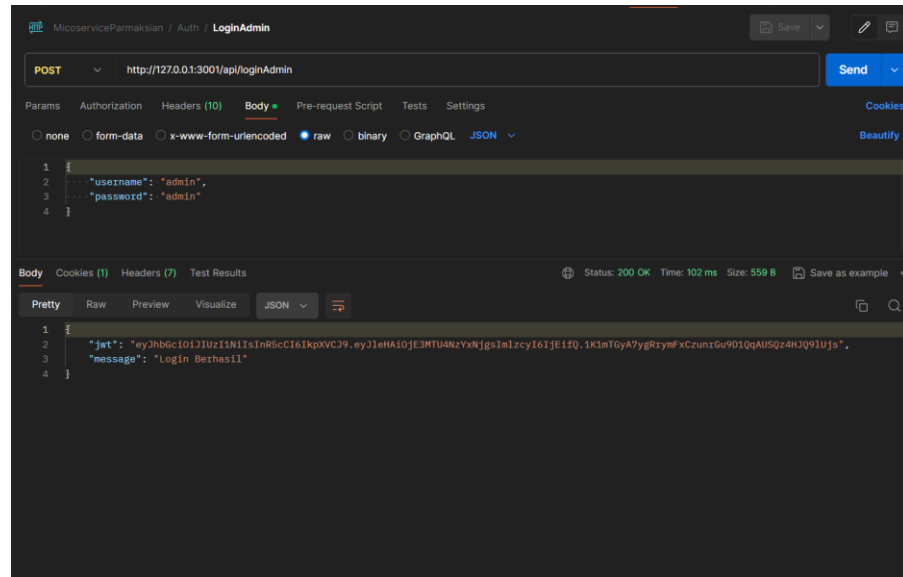 HTTP MicoserviceParmaksian / Auth / LoginAdmin Save
POST http://127.0.0.1:3001/api/loginAdmin Send
Params Authorization Headers (10) Body Pre-request Script Tests Settings Cookies
none form-data x-www-form-urlencoded raw binary GraphQL JSON Beautify
1 {
2 "username": "admin",
3 "password": "admin"
4 }
Body Cookies (1) Headers (7) Test Results Status: 200 OK Time: 102 ms Size: 559 B Save as example
Pretty Raw Preview Visualize JSON
1 {
2 "jwt": "eyJhbGciOiJIUzI1NiIsInR5cCI6IkpXVCJ9.eyJleHAiOjE3MTU4NzYxNjgsImlzcyI6IjEifQ.1K1mTGyA7ygRrymFxCzunrGu9O1QqAUSQz4HJQ9lUjs",
3 "message": "Login Berhasil"
4 }